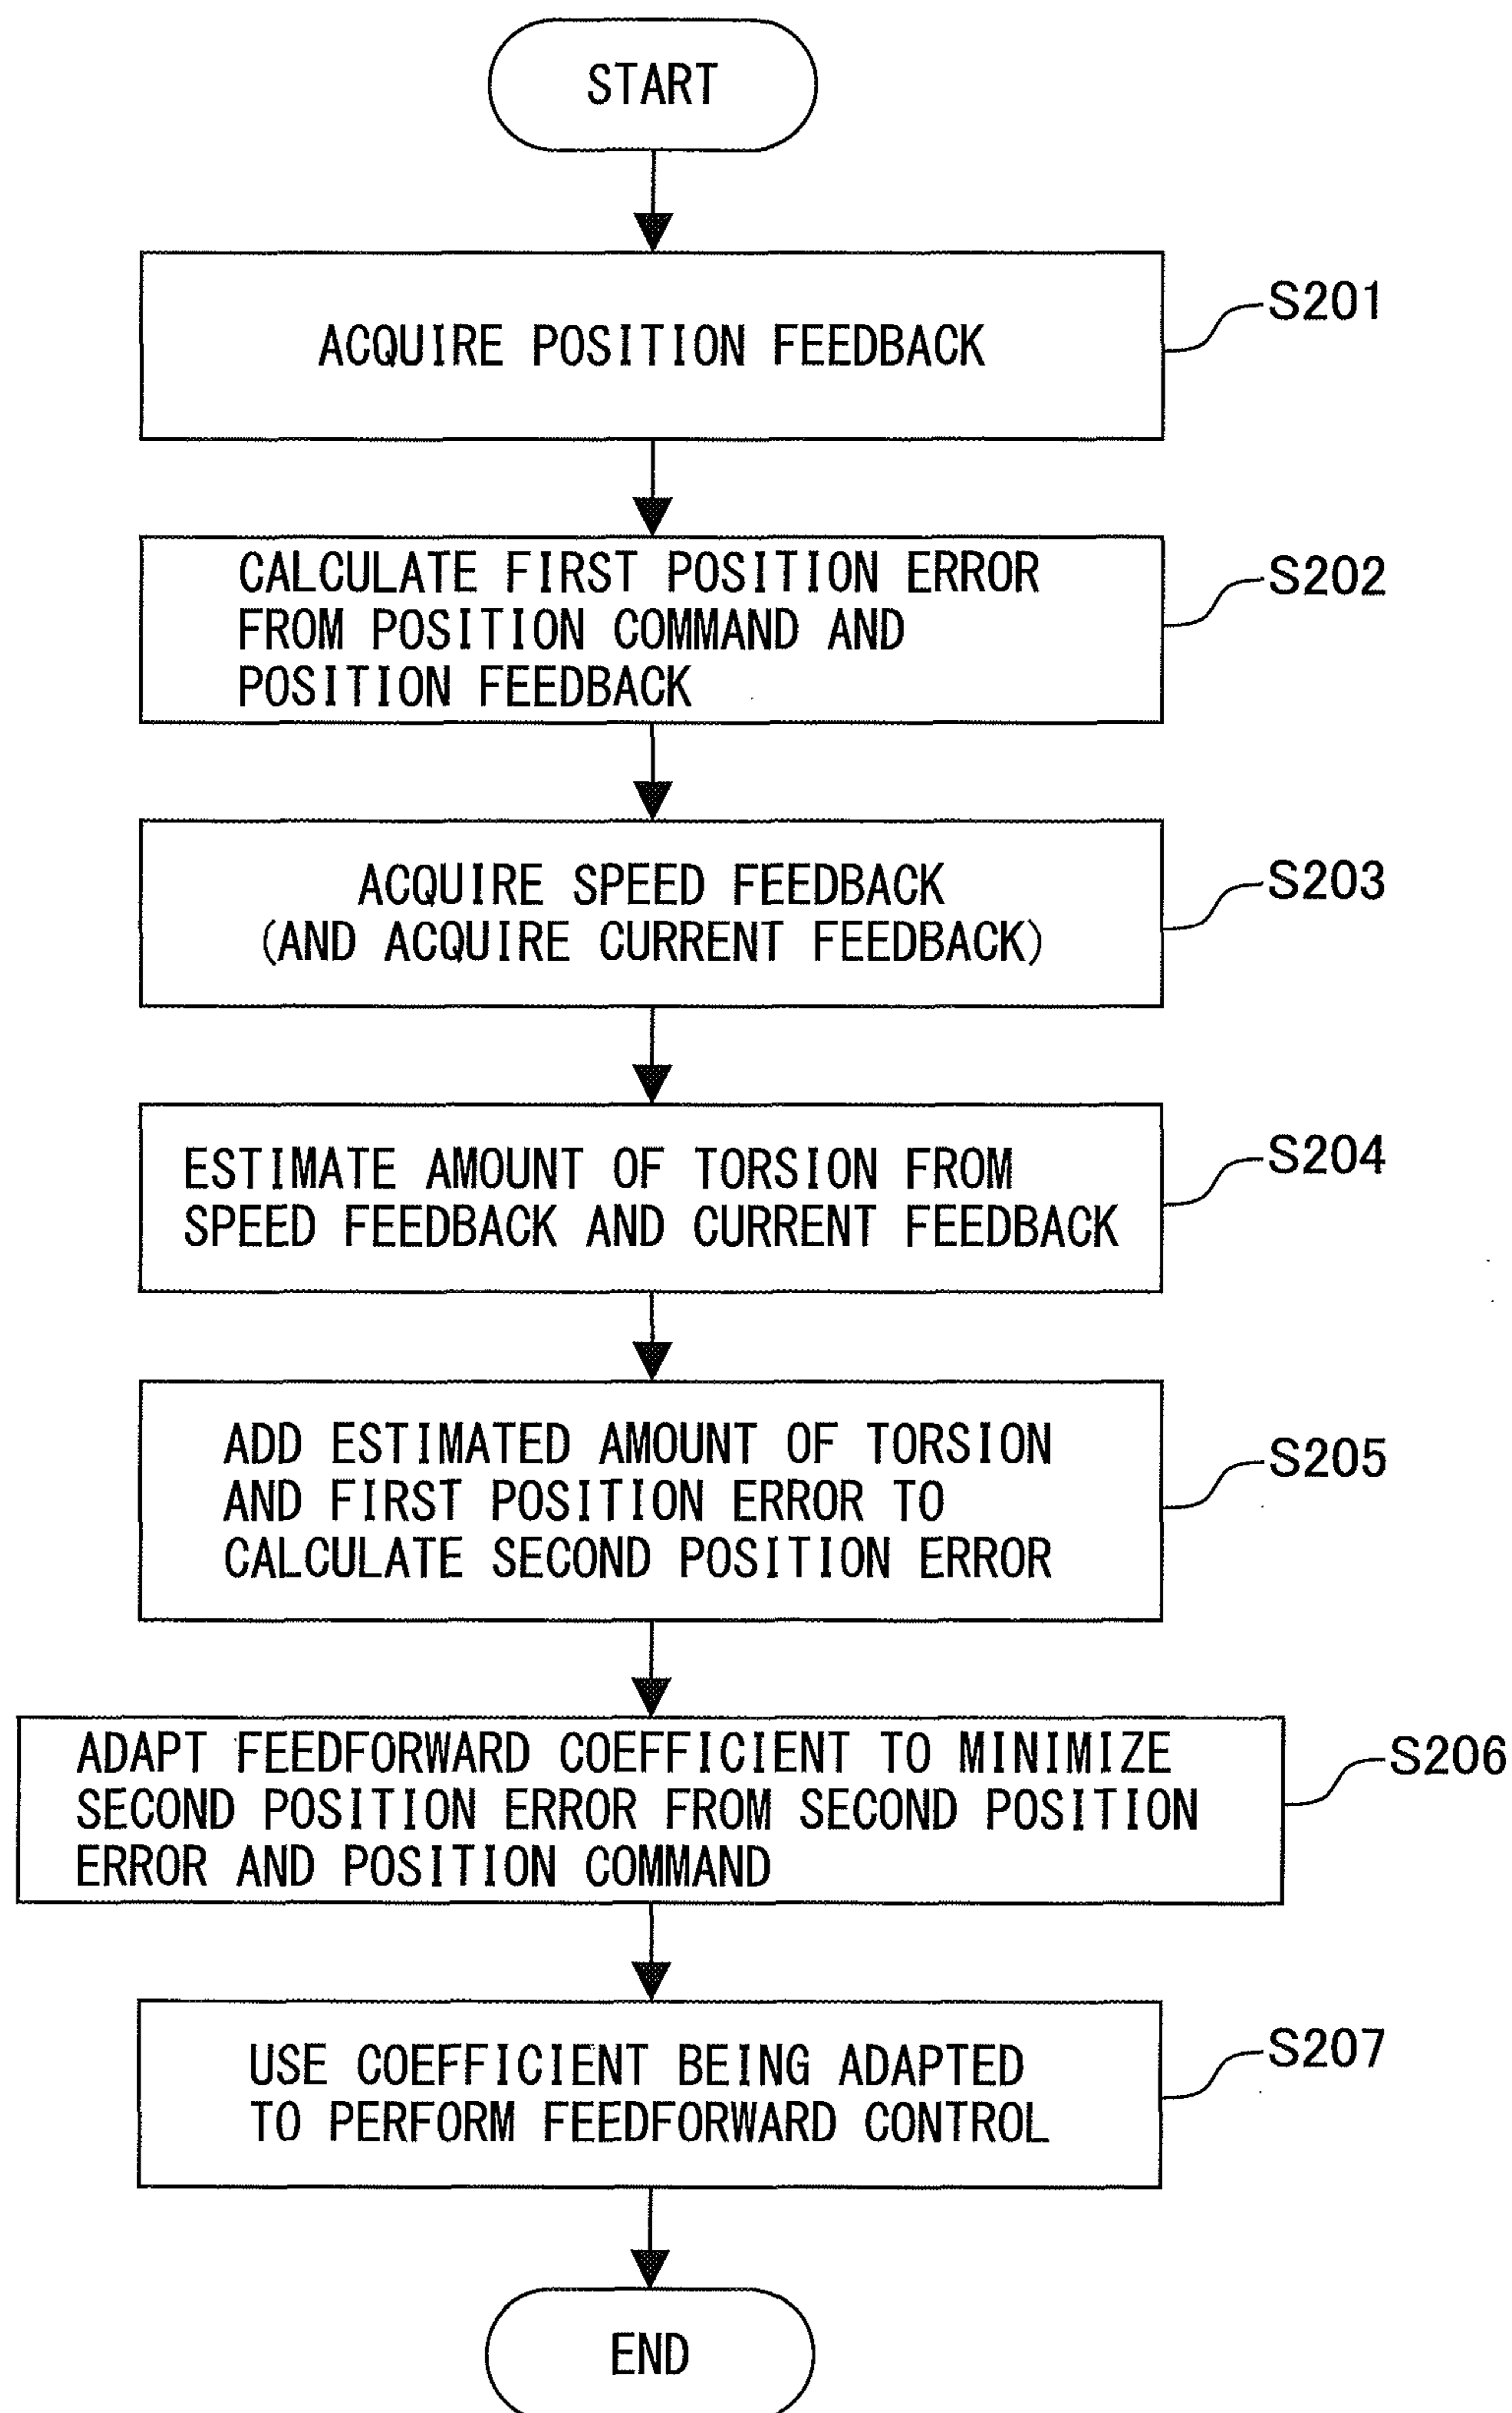 START
ACQUIRE POSITION FEEDBACK
S201
CALCULATE FIRST POSITION ERROR
FROM POSITION COMMAND AND
POSITION FEEDBACK
S202
ACQUIRE SPEED FEEDBACK
(AND ACQUIRE CURRENT FEEDBACK)
S203
ESTIMATE AMOUNT OF TORSION FROM
SPEED FEEDBACK AND CURRENT FEEDBACK
S204
ADD ESTIMATED AMOUNT OF TORSION
AND FIRST POSITION ERROR TO
CALCULATE SECOND POSITION ERROR
S205
ADAPT FEEDFORWARD COEFFICIENT TO MINIMIZE
SECOND POSITION ERROR FROM SECOND POSITION
ERROR AND POSITION COMMAND
S206
USE COEFFICIENT BEING ADAPTED
TO PERFORM FEEDFORWARD CONTROL
S207
END